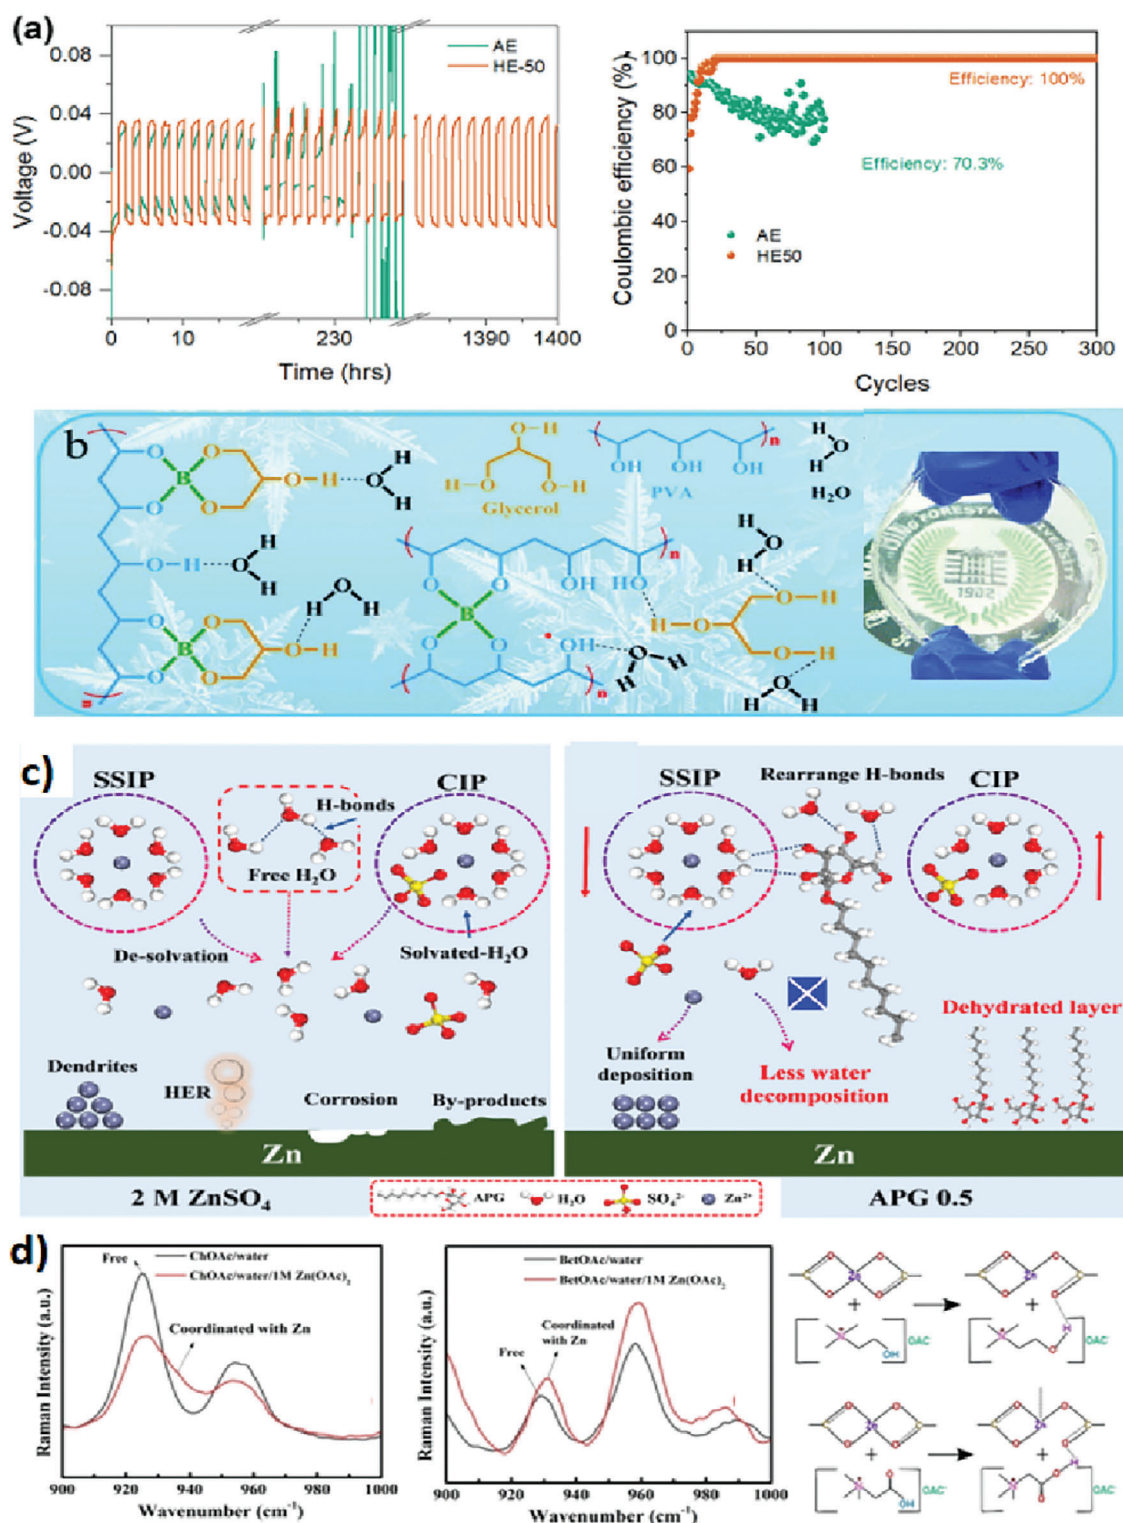 (a)
AE
HE-50
0.08
0.04
0.00
-0.04
-0.08
Voltage (V)
0
10
230
1390
1400
Time (hrs)
100
80
60
40
20
0
Coulombic efficiency (%)
Efficiency: 100%
Efficiency: 70.3%
AE
HE50
0
50
100
150
200
250
300
Cycles
b
Glycerol
PVA
H₂O
1902
c)
SSIP
H-bonds
CIP
Free H₂O
De-solvation
Solvated-H₂O
Dendrites
HER
Corrosion
By-products
Zn
2 M ZnSO₄
SSIP
Rearrange H-bonds
CIP
Dehydrated layer
Uniform
deposition
Less water
decomposition
Zn
APG 0.5
APG
H₂O
SO₄²⁻
Zn²⁺
d)
Free
ChOAc/water
ChOAc/water/1M Zn(OAc)₂
Coordinated with Zn
Raman Intensity (a.u.)
900
920
940
960
980
1000
Wavenumber (cm⁻¹)
BetOAc/water
BetOAc/water/1M Zn(OAc)₂
Coordinated
with Zn
Free
Raman Intensity (a.u.)
900
920
940
960
980
1000
Wavenumber (cm⁻¹)